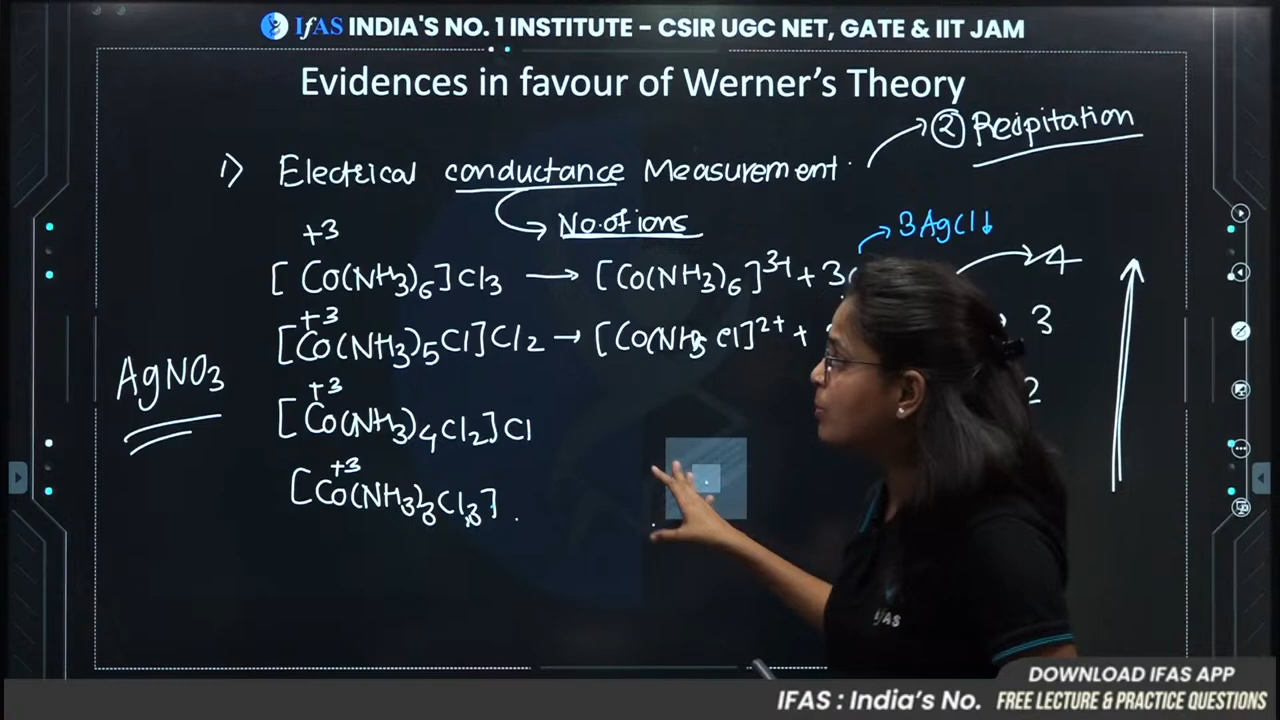 IFAS INDIA'S NO. 1 INSTITUTE – CSIR UGC NET, GATE & IIT JAM
Evidences in favour of Werner's Theory
② Precipitation
1) Electrical conductance Measurement
No. of ions
3AgCl↓
+3
[Co(NH3)6]Cl3 → [Co(NH3)6]3+ + 3 4
+3
[Co(NH3)5Cl]Cl2 → [Co(NH3)5Cl]2+ + 3
AgNO3
+3
[Co(NH3)4Cl2]Cl 2
+3
[Co(NH3)3Cl3]
IFAS
DOWNLOAD IFAS APP
IFAS : India's No. FREE LECTURE & PRACTICE QUESTIONS